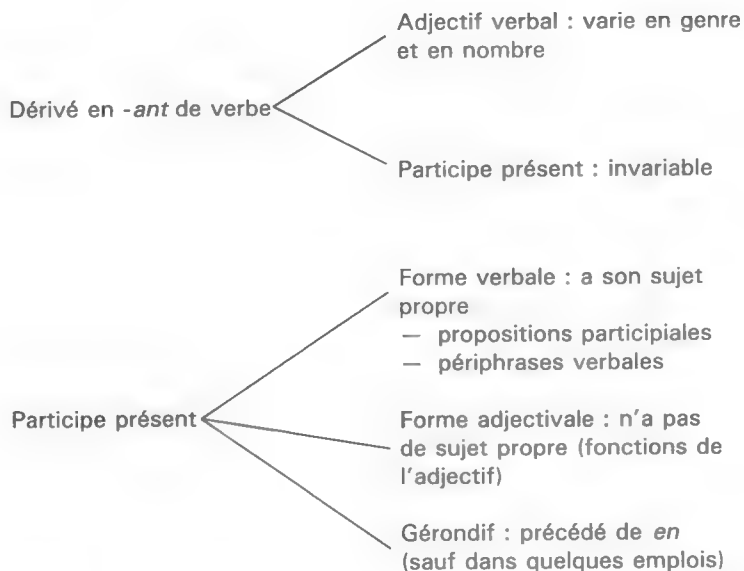 Adjectif verbal : varie en genre
et en nombre
Dérivé en -ant de verbe
Participe présent : invariable
Forme verbale : a son sujet
propre
— propositions participiales
— périphrases verbales
Participe présent
Forme adjectivale : n'a pas
de sujet propre (fonctions de
l'adjectif)
Gérondif : précédé de en
(sauf dans quelques emplois)